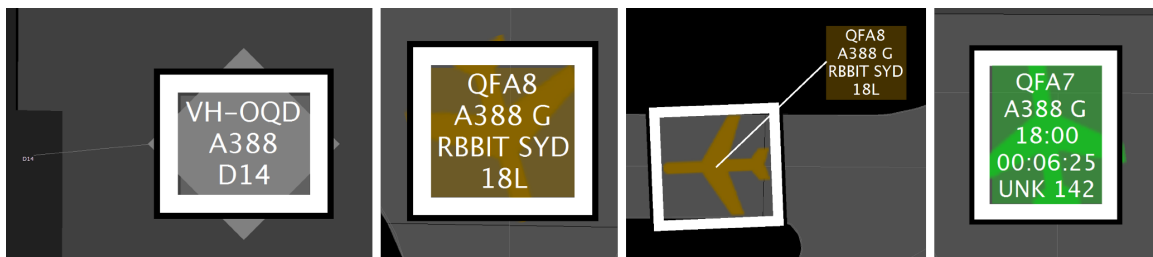 VH-OQD
A388
D14
D14
QFA8
A388 G
RBBIT SYD
18L
QFA8
A388 G
RBBIT SYD
18L
QFA7
A388 G
18:00
00:06:25
UNK 142